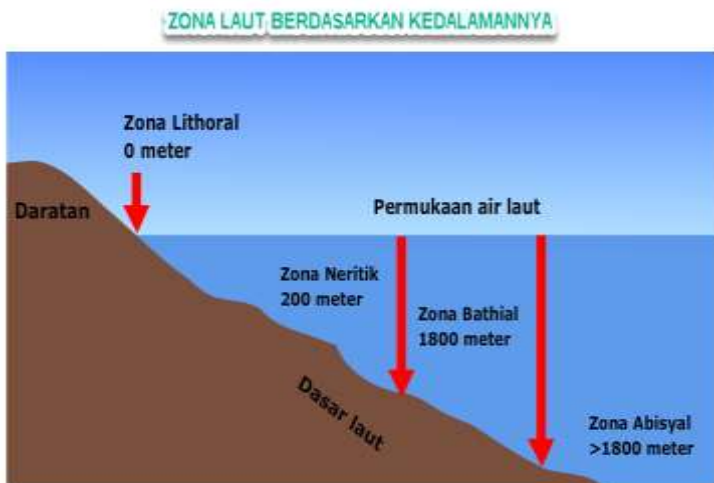 ZONA LAUT BERDASARKAN KEDALAMANNYA
Zona Lithoral
0 meter
Daratan
Permukaan air laut
Zona Neritik
200 meter
Zona Bathial
1800 meter
Dasar laut
Zona Abisyal
>1800 meter